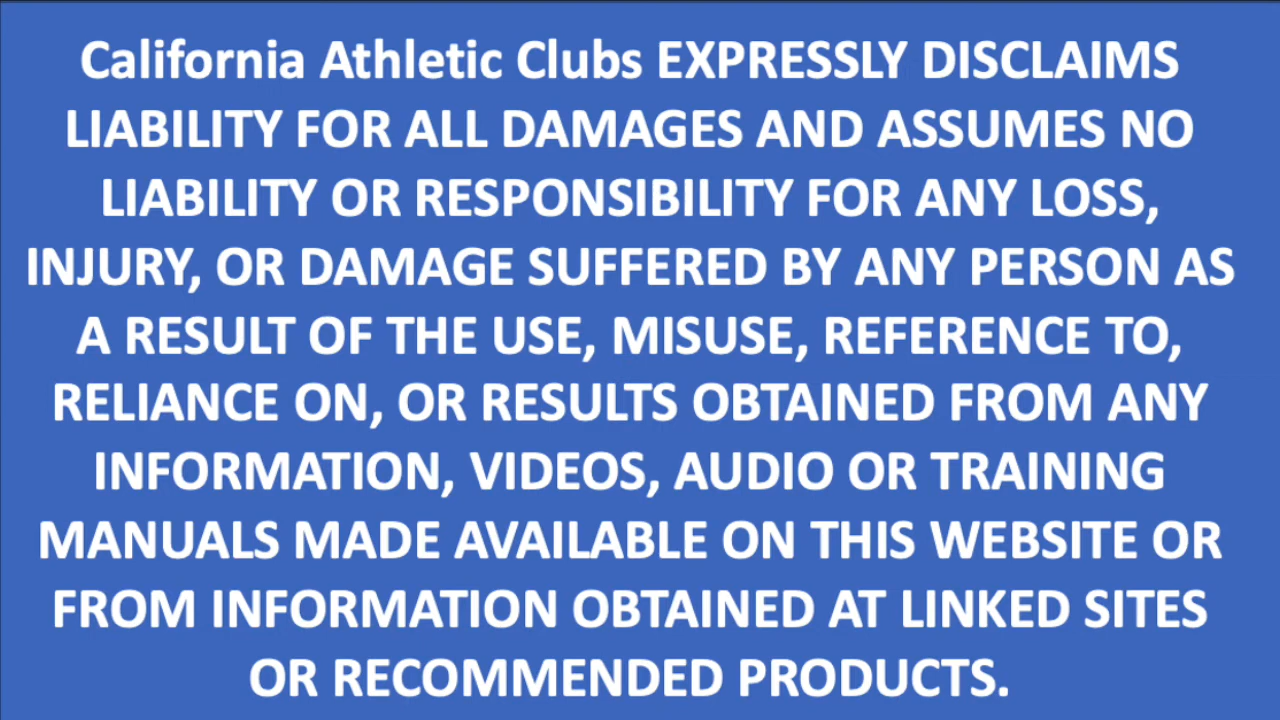 California Athletic Clubs EXPRESSLY DISCLAIMS
LIABILITY FOR ALL DAMAGES AND ASSUMES NO
LIABILITY OR RESPONSIBILITY FOR ANY LOSS,
INJURY, OR DAMAGE SUFFERED BY ANY PERSON AS
A RESULT OF THE USE, MISUSE, REFERENCE TO,
RELIANCE ON, OR RESULTS OBTAINED FROM ANY
INFORMATION, VIDEOS, AUDIO OR TRAINING
MANUALS MADE AVAILABLE ON THIS WEBSITE OR
FROM INFORMATION OBTAINED AT LINKED SITES
OR RECOMMENDED PRODUCTS.